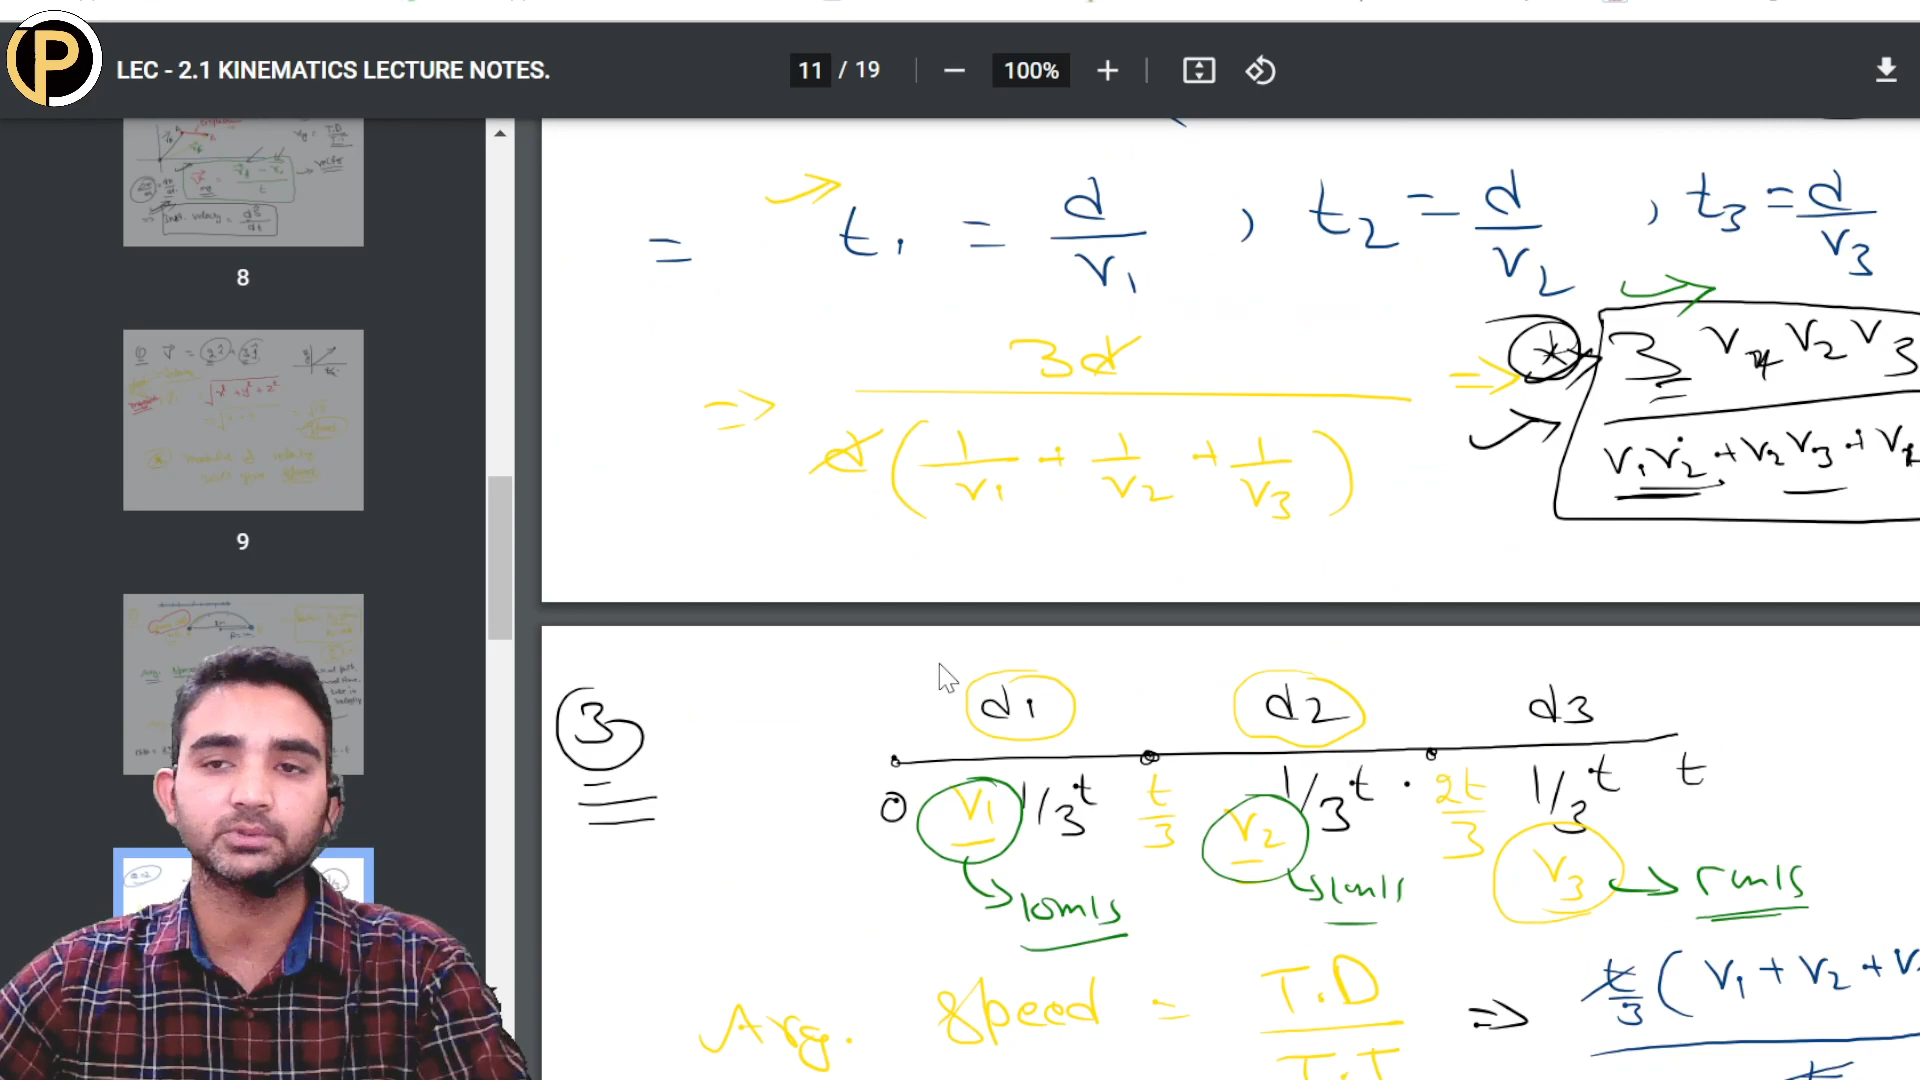 P
LEC - 2.1 KINEMATICS LECTURE NOTES.
11 / 19
100%
8
9
= t₁ = d/v₁ , t₂ = d/v₂ , t₃ = d/v₃
=> 3d / d(1/v₁ + 1/v₂ + 1/v₃) => * 3 v₁ v₂ v₃ / v₁v₂ + v₂v₃ + v₁
3 d1 d2 d3
0 v₁ 1/3 t t/3 v₂ 1/3 t 2t/3 1/3 t t
v₃
10m/s
Avg. Speed = T.D / T.T => t/3 (v₁ + v₂ + v / t